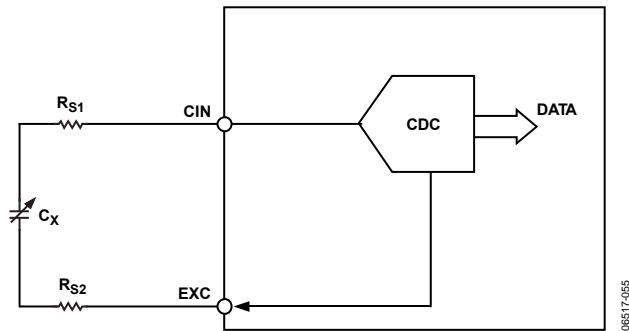 RS1
CIN
CDC
DATA
CX
RS2
EXC
06517-055